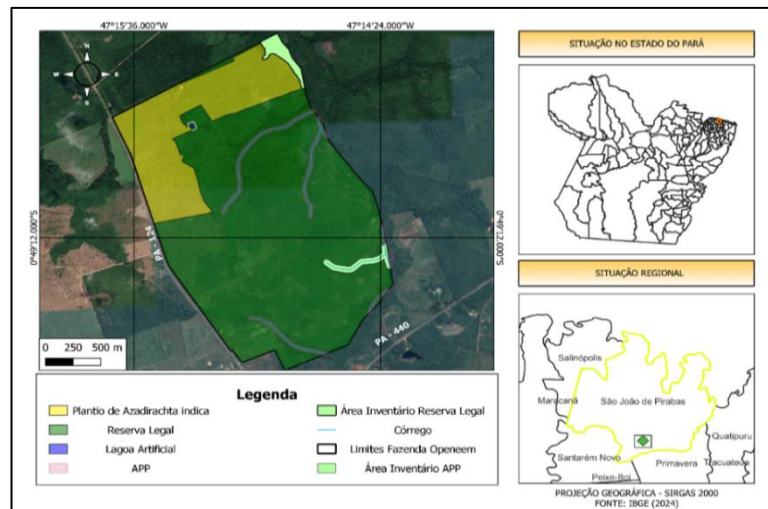 47°15'36.000"W
47°14'24.000"W
N
W
E
S
0°49'12.000"S
0°49'12.000"S
PA - 124
PA - 440
0
250
500 m
Legenda
Plantio de Azadirachta indica
Área Inventário Reserva Legal
Reserva Legal
Córrego
Lagoa Artificial
Limites Fazenda Openeem
APP
Área Inventário APP
SITUAÇÃO NO ESTADO DO PARÁ
SITUAÇÃO REGIONAL
Salinópolis
Maracanã
São João de Pirabas
Quatipuru
Santarém Novo
Primavera
Tracuateua
Peixe-Boi
PROJEÇÃO GEOGRÁFICA - SIRGAS 2000
FONTE: IBGE (2024)